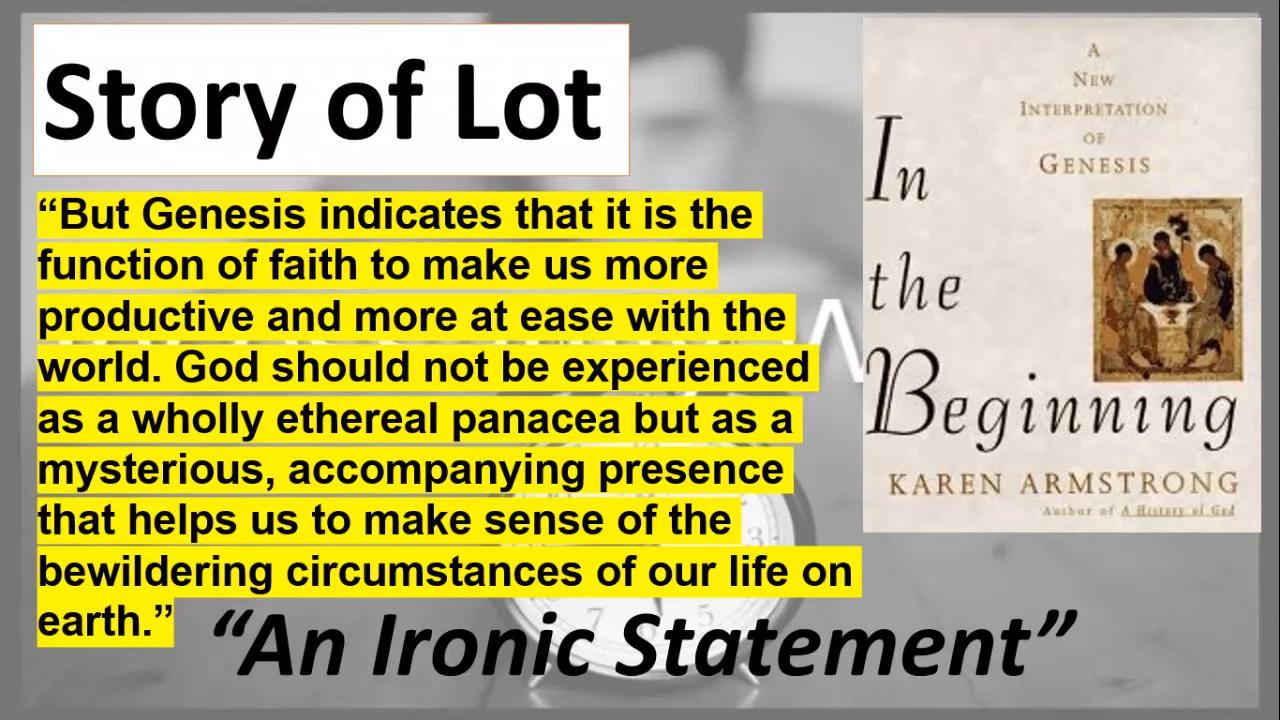 Story of Lot
“But Genesis indicates that it is the
function of faith to make us more
productive and more at ease with the
world. God should not be experienced
as a wholly ethereal panacea but as a
mysterious, accompanying presence
that helps us to make sense of the
bewildering circumstances of our life on
earth.”
“An Ironic Statement”
A
NEW
INTERPRETATION
OF
GENESIS
In
the
Beginning
KAREN ARMSTRONG
Author of A History of God
3
7
5